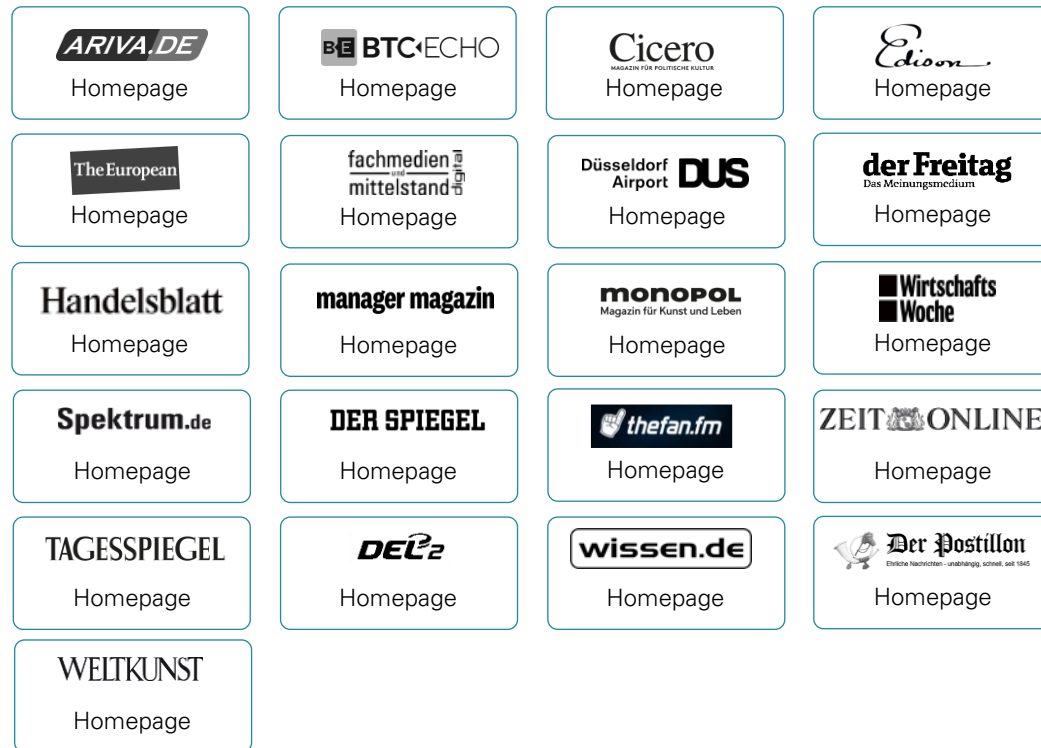 ARIVA.DE
Homepage
BE BTC ECHO
Homepage
Cicero
MAGAZIN FÜR POLITISCHE KULTUR
Homepage
Edison
Homepage
The European
Homepage
fachmedien
und
mittelstand
digital
Homepage
Düsseldorf
Airport DUS
Homepage
der Freitag
Das Meinungsmedium
Homepage
Handelsblatt
Homepage
manager magazin
Homepage
monopol
Magazin für Kunst und Leben
Homepage
Wirtschafts
Woche
Homepage
Spektrum.de
Homepage
DER SPIEGEL
Homepage
thefan.fm
Homepage
ZEIT ONLINE
Homepage
TAGESSPIEGEL
Homepage
DEL2
Homepage
wissen.de
Homepage
Der Postillon
Ehrliche Nachrichten - unabhängig, schnell, seit 1845
Homepage
WELTKUNST
Homepage